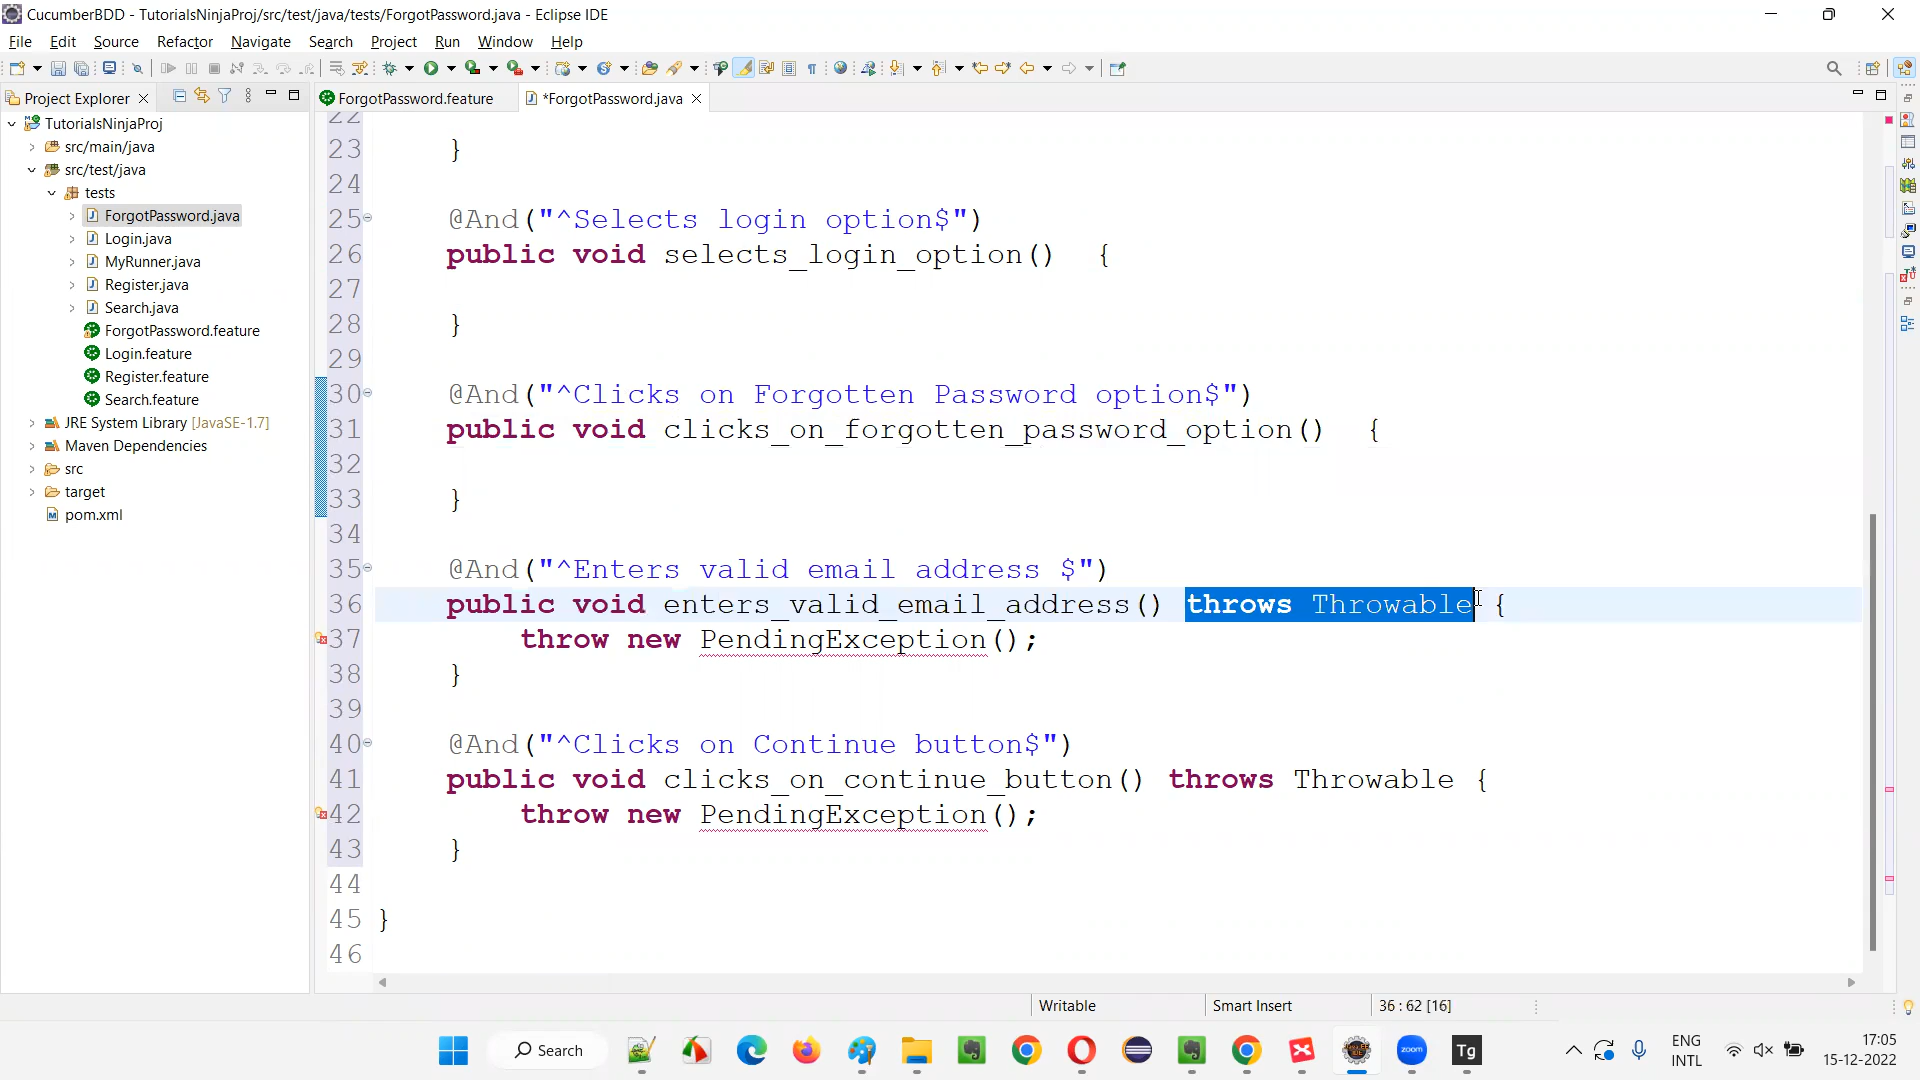 CucumberBDD - TutorialsNinjaProj/src/test/java/tests/ForgotPassword.java - Eclipse IDE
File Edit Source Refactor Navigate Search Project Run Window Help
Project Explorer
ForgotPassword.feature
*ForgotPassword.java
TutorialsNinjaProj
src/main/java
src/test/java
tests
ForgotPassword.java
Login.java
MyRunner.java
Register.java
Search.java
ForgotPassword.feature
Login.feature
Register.feature
Search.feature
JRE System Library [JavaSE-1.7]
Maven Dependencies
src
target
pom.xml
22
23 }
24
25 @And("^Selects login option$")
26 public void selects_login_option() {
27
28 }
29
30 @And("^Clicks on Forgotten Password option$")
31 public void clicks_on_forgotten_password_option() {
32
33 }
34
35 @And("^Enters valid email address $")
36 public void enters_valid_email_address() throws Throwable {
37 throw new PendingException();
38 }
39
40 @And("^Clicks on Continue button$")
41 public void clicks_on_continue_button() throws Throwable {
42 throw new PendingException();
43 }
44
45 }
46
Writable
Smart Insert
36 : 62 [16]
Search
zoom
Tg
ENG
INTL
17:05
15-12-2022